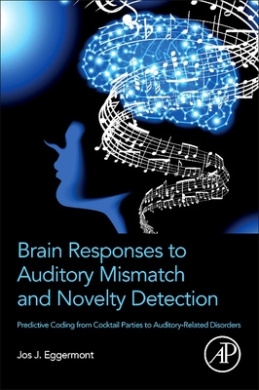 Brain Responses to
Auditory Mismatch
and Novelty Detection
Predictive Coding from Cocktail Parties to Auditory-Related Disorders
Jos J. Eggermont
AP